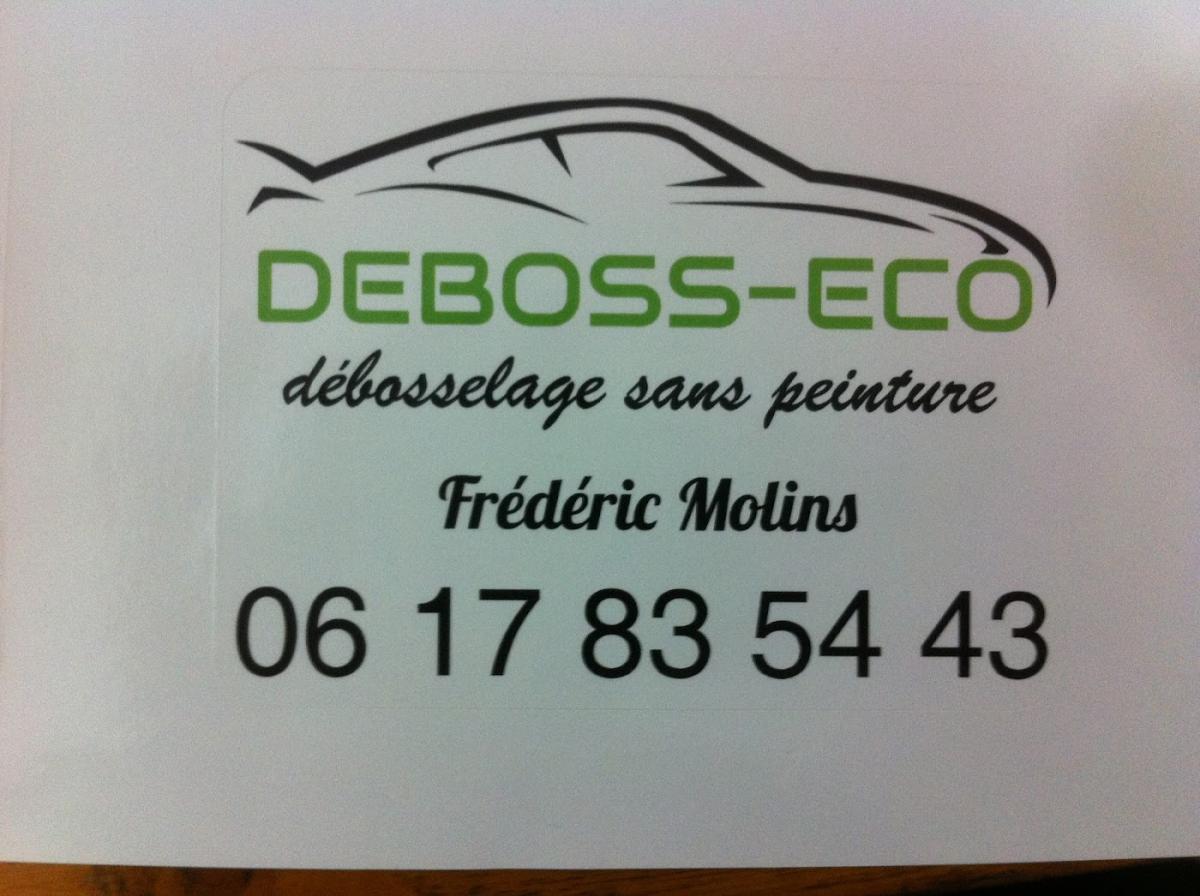 DEBOSS-ECO
débosselage sans peinture
Frédéric Molins
06 17 83 54 43